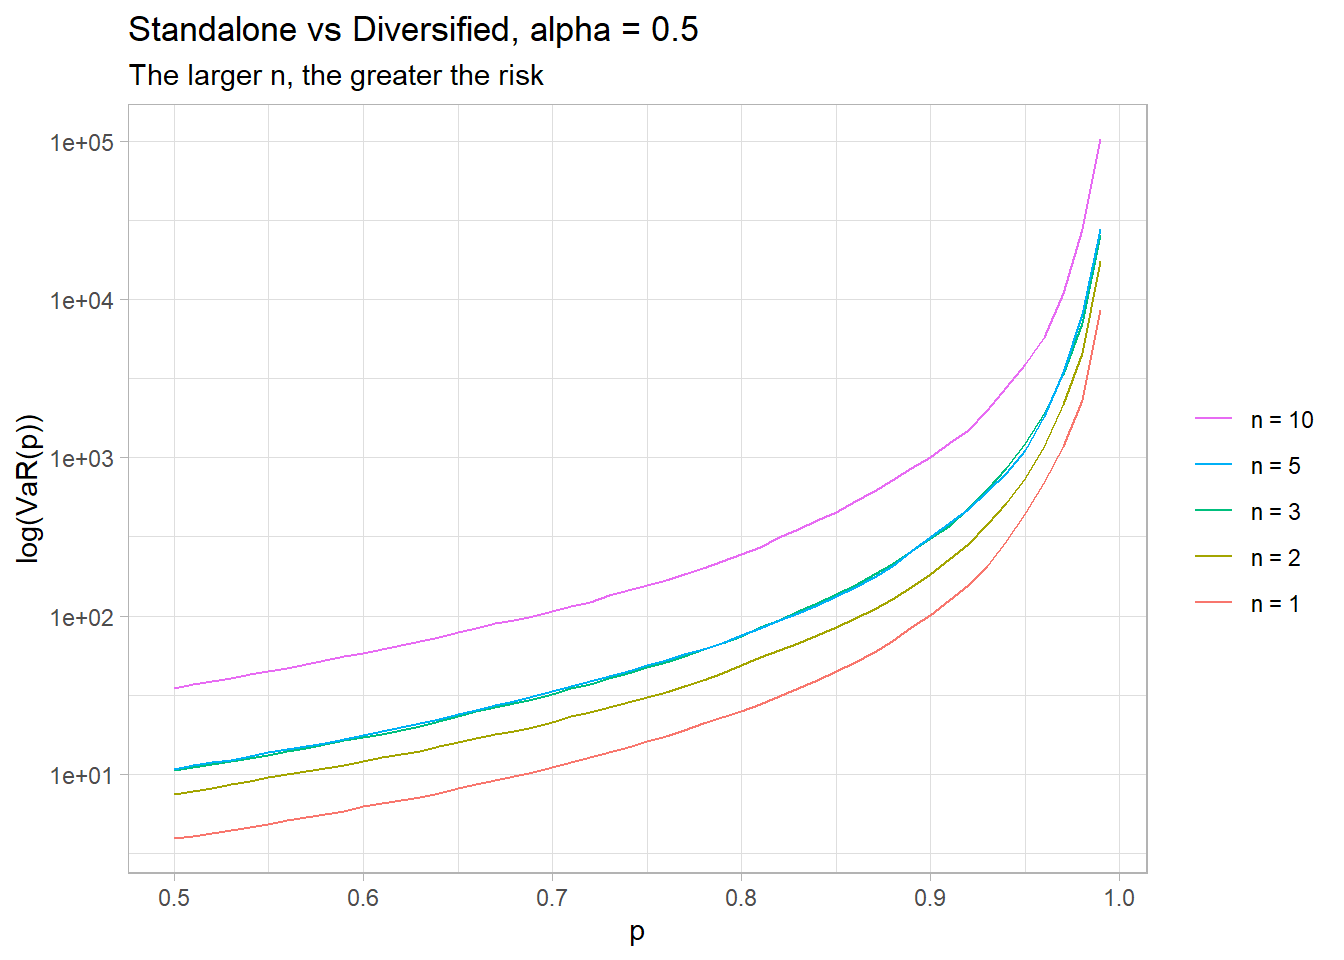 Standalone vs Diversified, alpha = 0.5
The larger n, the greater the risk
log(VaR(p))
1e+05
1e+04
1e+03
1e+02
1e+01
0.5 0.6 0.7 0.8 0.9 1.0
p
n = 10
n = 5
n = 3
n = 2
n = 1